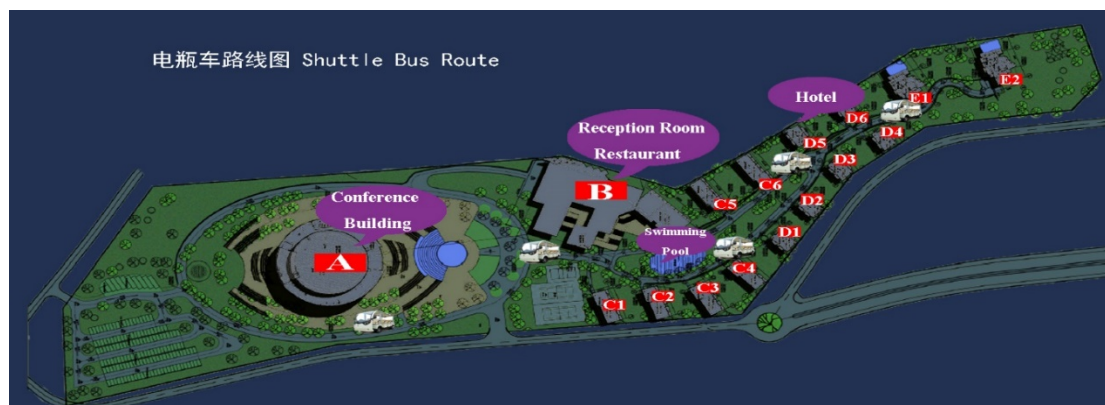 电瓶车路线图 Shuttle Bus Route
Conference
Building
A
Reception Room
Restaurant
B
Swimming
Pool
Hotel
C1
C2
C3
C4
C5
C6
D1
D2
D3
D4
D5
D6
E1
E2